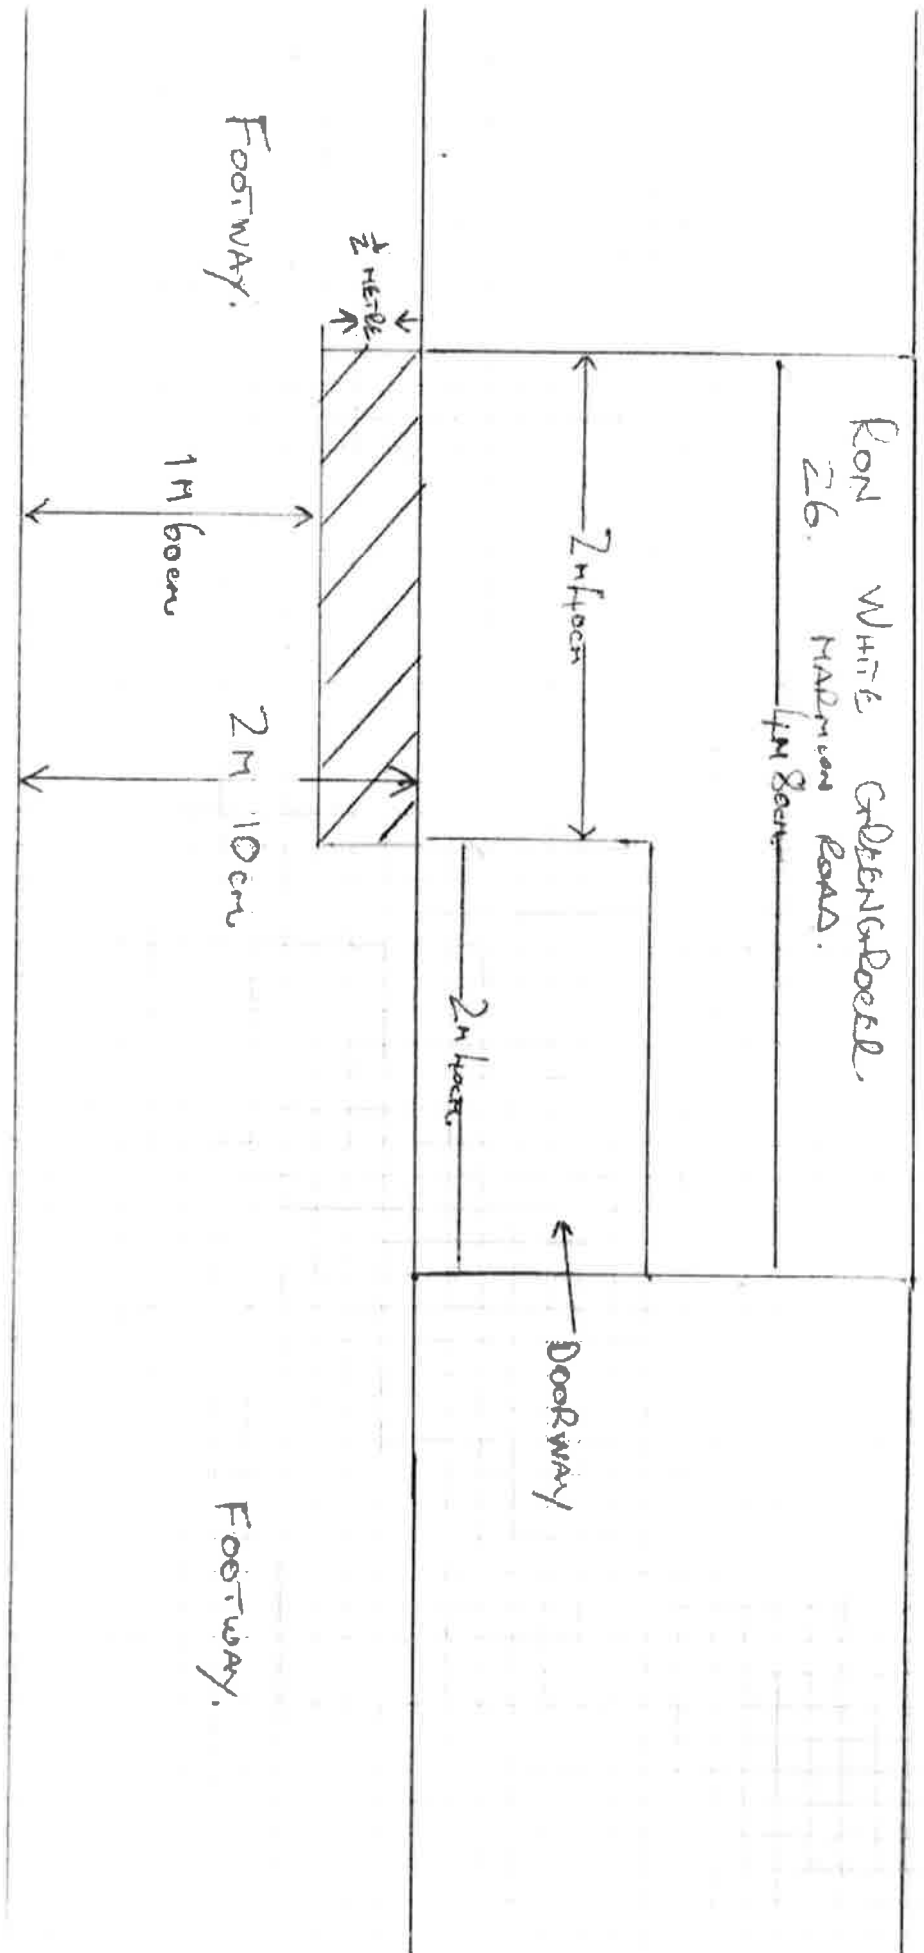 RON WHITE GREENGROCER.
26. MARMION ROAD.
4M 80cm
2M 40cm
2M 40cm.
DOORWAY
½ METRE
FOOTWAY.
1M 60cm
2M 10cm
FOOTWAY.